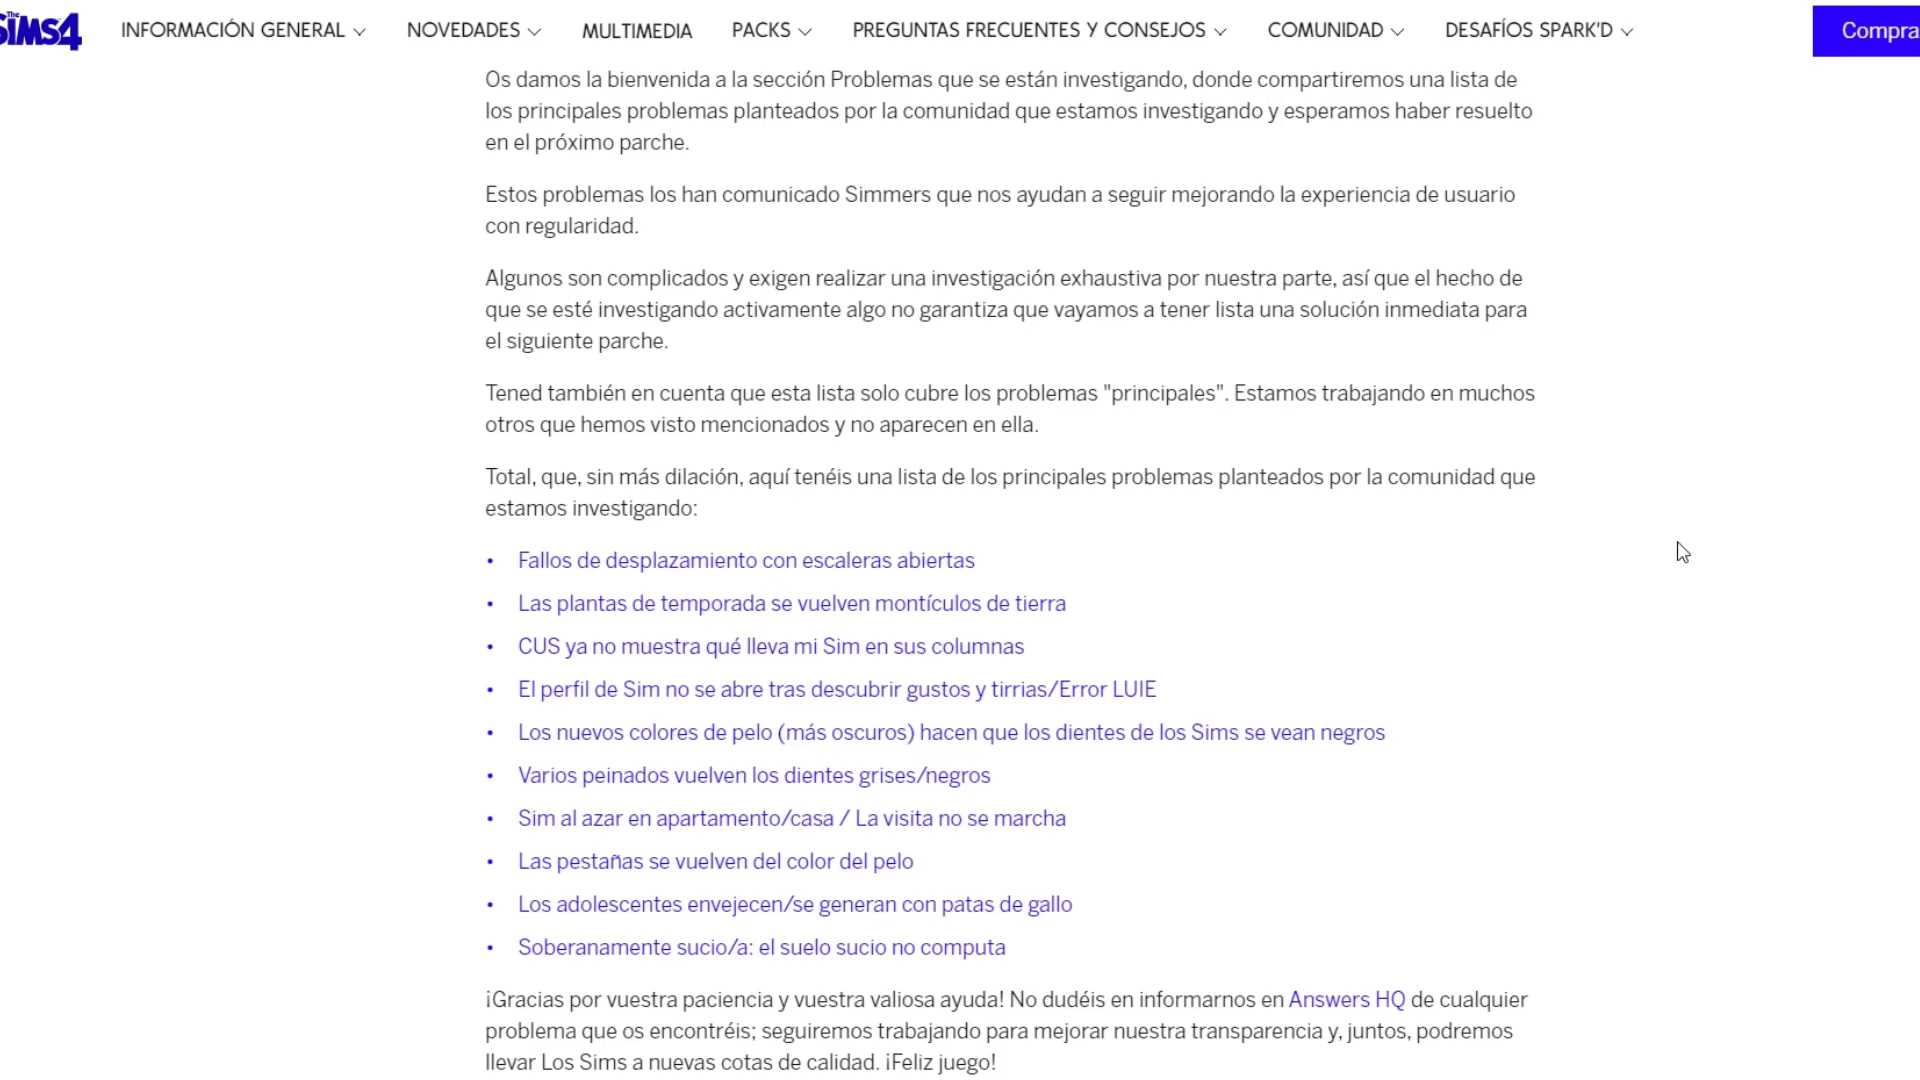 The SIMS4
INFORMACIÓN GENERAL
NOVEDADES
MULTIMEDIA
PACKS
PREGUNTAS FRECUENTES Y CONSEJOS
COMUNIDAD
DESAFÍOS SPARK'D
Compra
Os damos la bienvenida a la sección Problemas que se están investigando, donde compartiremos una lista de
los principales problemas planteados por la comunidad que estamos investigando y esperamos haber resuelto
en el próximo parche.
Estos problemas los han comunicado Simmers que nos ayudan a seguir mejorando la experiencia de usuario
con regularidad.
Algunos son complicados y exigen realizar una investigación exhaustiva por nuestra parte, así que el hecho de
que se esté investigando activamente algo no garantiza que vayamos a tener lista una solución inmediata para
el siguiente parche.
Tened también en cuenta que esta lista solo cubre los problemas "principales". Estamos trabajando en muchos
otros que hemos visto mencionados y no aparecen en ella.
Total, que, sin más dilación, aquí tenéis una lista de los principales problemas planteados por la comunidad que
estamos investigando:
• Fallos de desplazamiento con escaleras abiertas
• Las plantas de temporada se vuelven montículos de tierra
• CUS ya no muestra qué lleva mi Sim en sus columnas
• El perfil de Sim no se abre tras descubrir gustos y tirrias/Error LUIE
• Los nuevos colores de pelo (más oscuros) hacen que los dientes de los Sims se vean negros
• Varios peinados vuelven los dientes grises/negros
• Sim al azar en apartamento/casa / La visita no se marcha
• Las pestañas se vuelven del color del pelo
• Los adolescentes envejecen/se generan con patas de gallo
• Soberanamente sucio/a: el suelo sucio no computa
¡Gracias por vuestra paciencia y vuestra valiosa ayuda! No dudéis en informarnos en Answers HQ de cualquier
problema que os encontréis; seguiremos trabajando para mejorar nuestra transparencia y, juntos, podremos
llevar Los Sims a nuevas cotas de calidad. ¡Feliz juego!